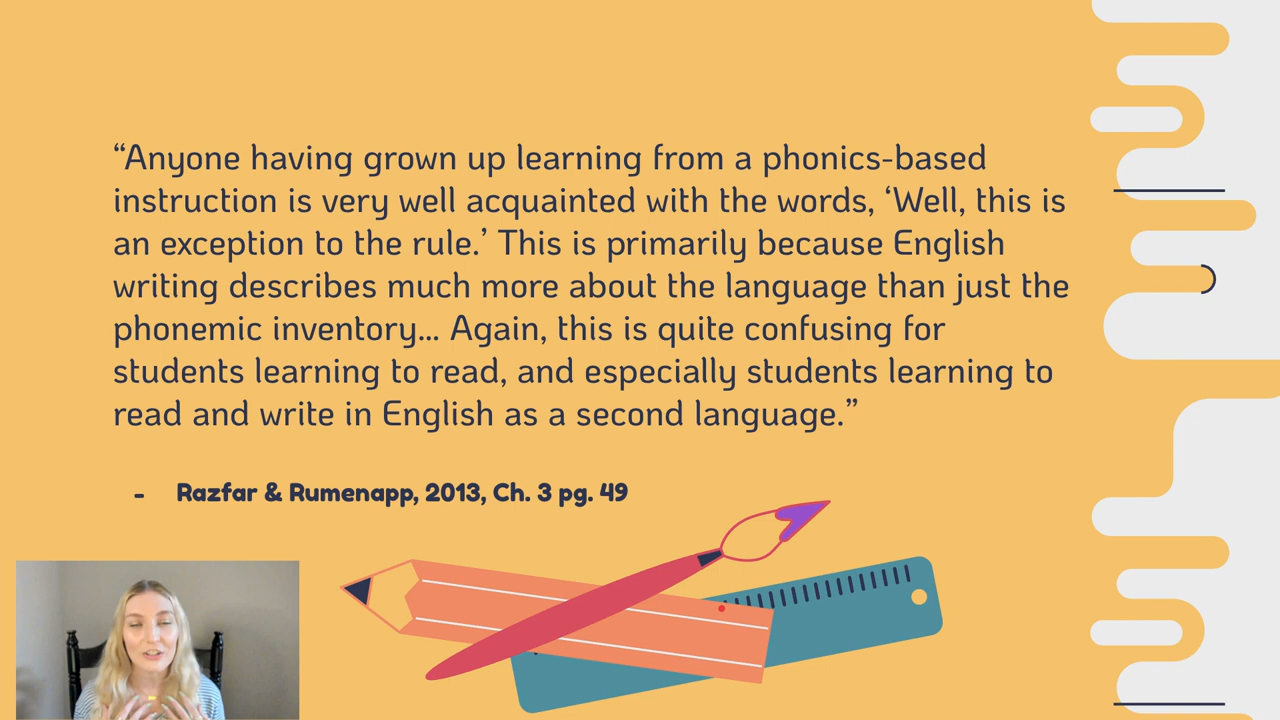 “Anyone having grown up learning from a phonics-based
instruction is very well acquainted with the words, ‘Well, this is
an exception to the rule.’ This is primarily because English
writing describes much more about the language than just the
phonemic inventory... Again, this is quite confusing for
students learning to read, and especially students learning to
read and write in English as a second language.”
- Razfar & Rumenapp, 2013, Ch. 3 pg. 49